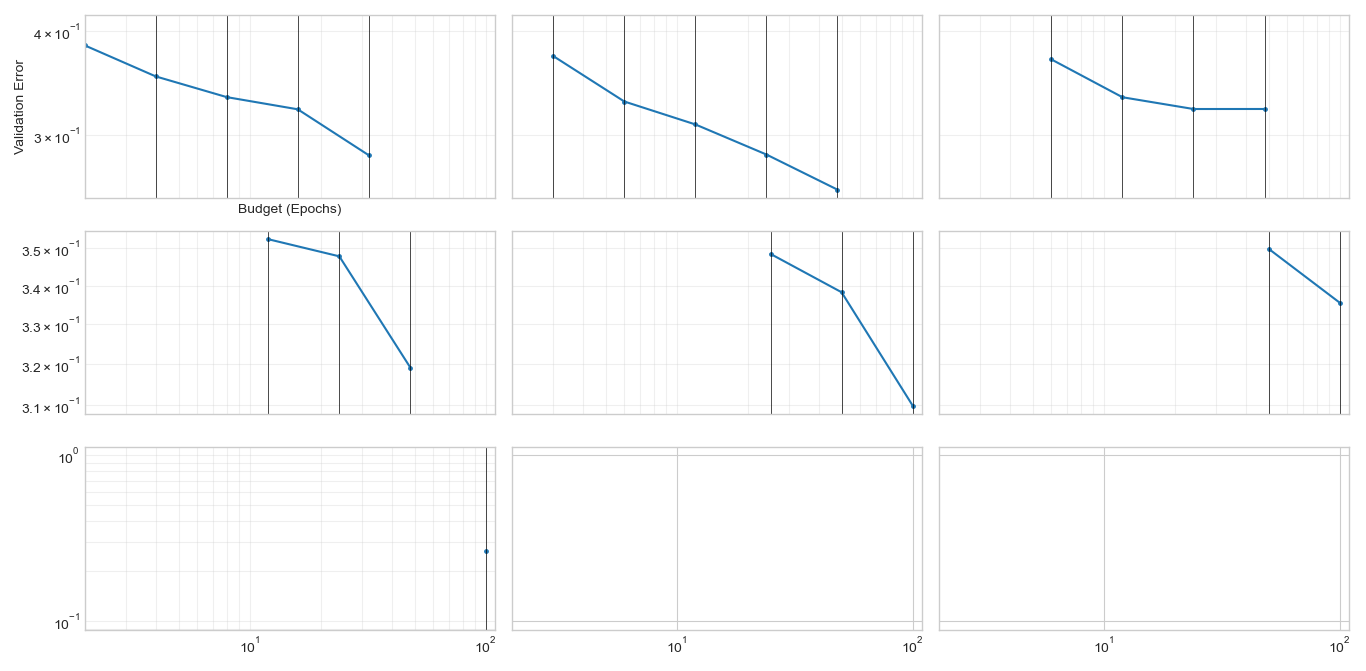 4 × 10⁻¹
3 × 10⁻¹
Validation Error
Budget (Epochs)
3.5 × 10⁻¹
3.4 × 10⁻¹
3.3 × 10⁻¹
3.2 × 10⁻¹
3.1 × 10⁻¹
10⁰
10⁻¹
10¹ 10² 10¹ 10² 10¹ 10²